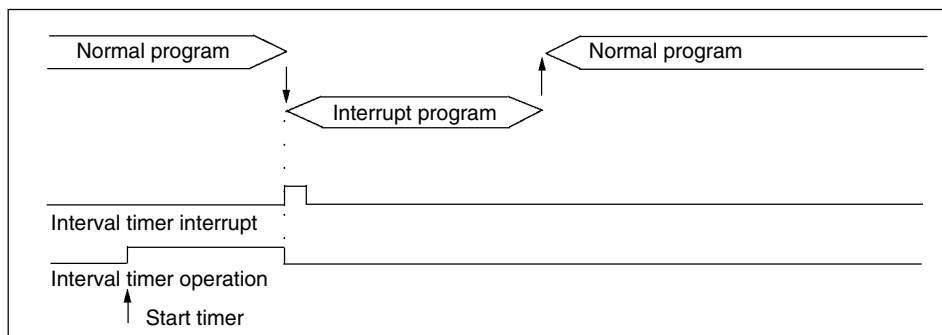 Normal program
Normal program
Interrupt program
Interval timer interrupt
Interval timer operation
Start timer